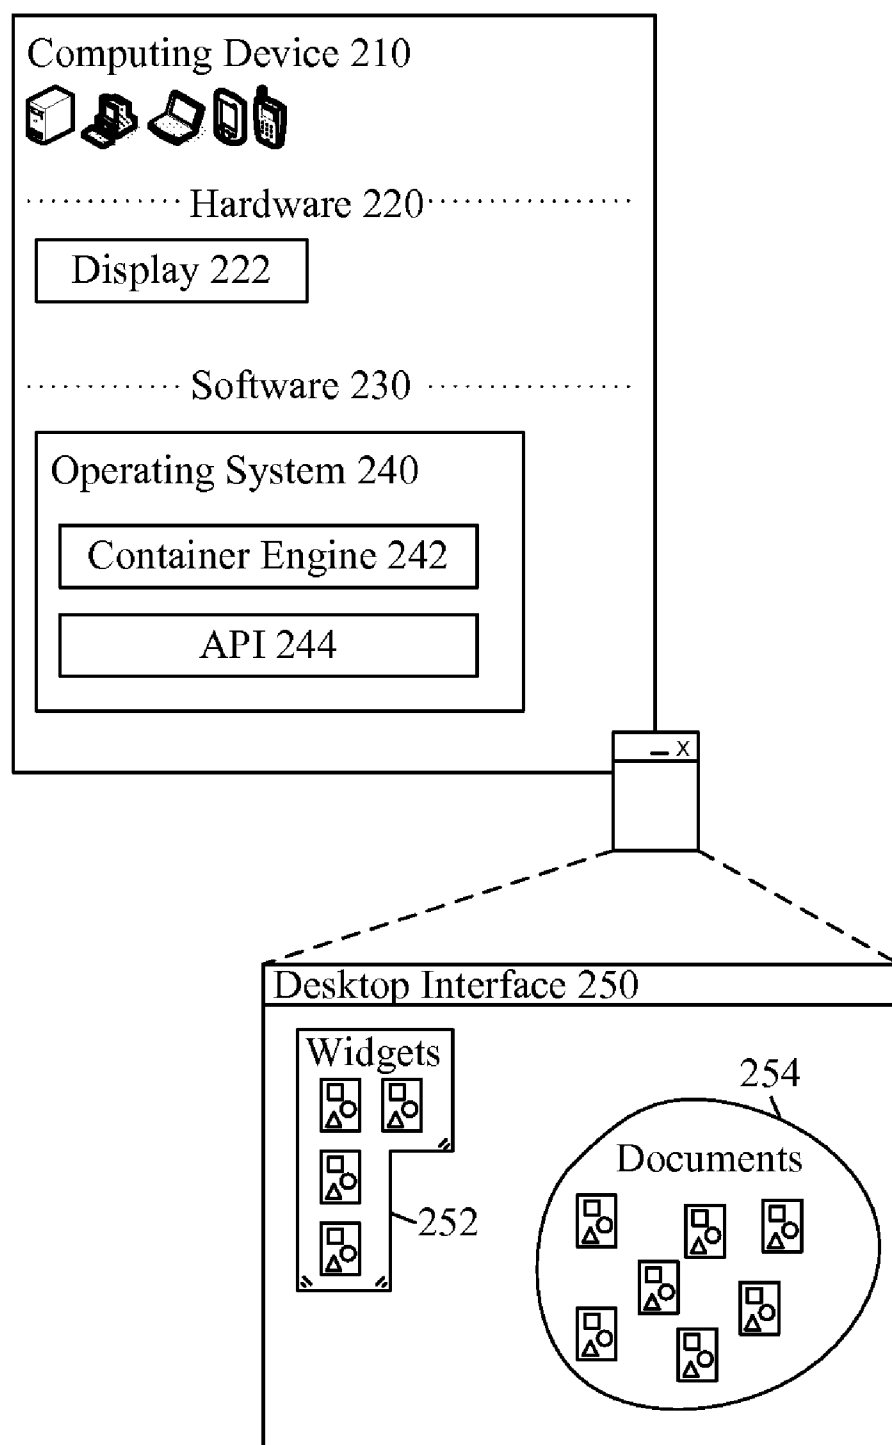 Computing Device 210
Hardware 220
Display 222
Software 230
Operating System 240
Container Engine 242
API 244
X
Desktop Interface 250
Widgets
254
Documents
252